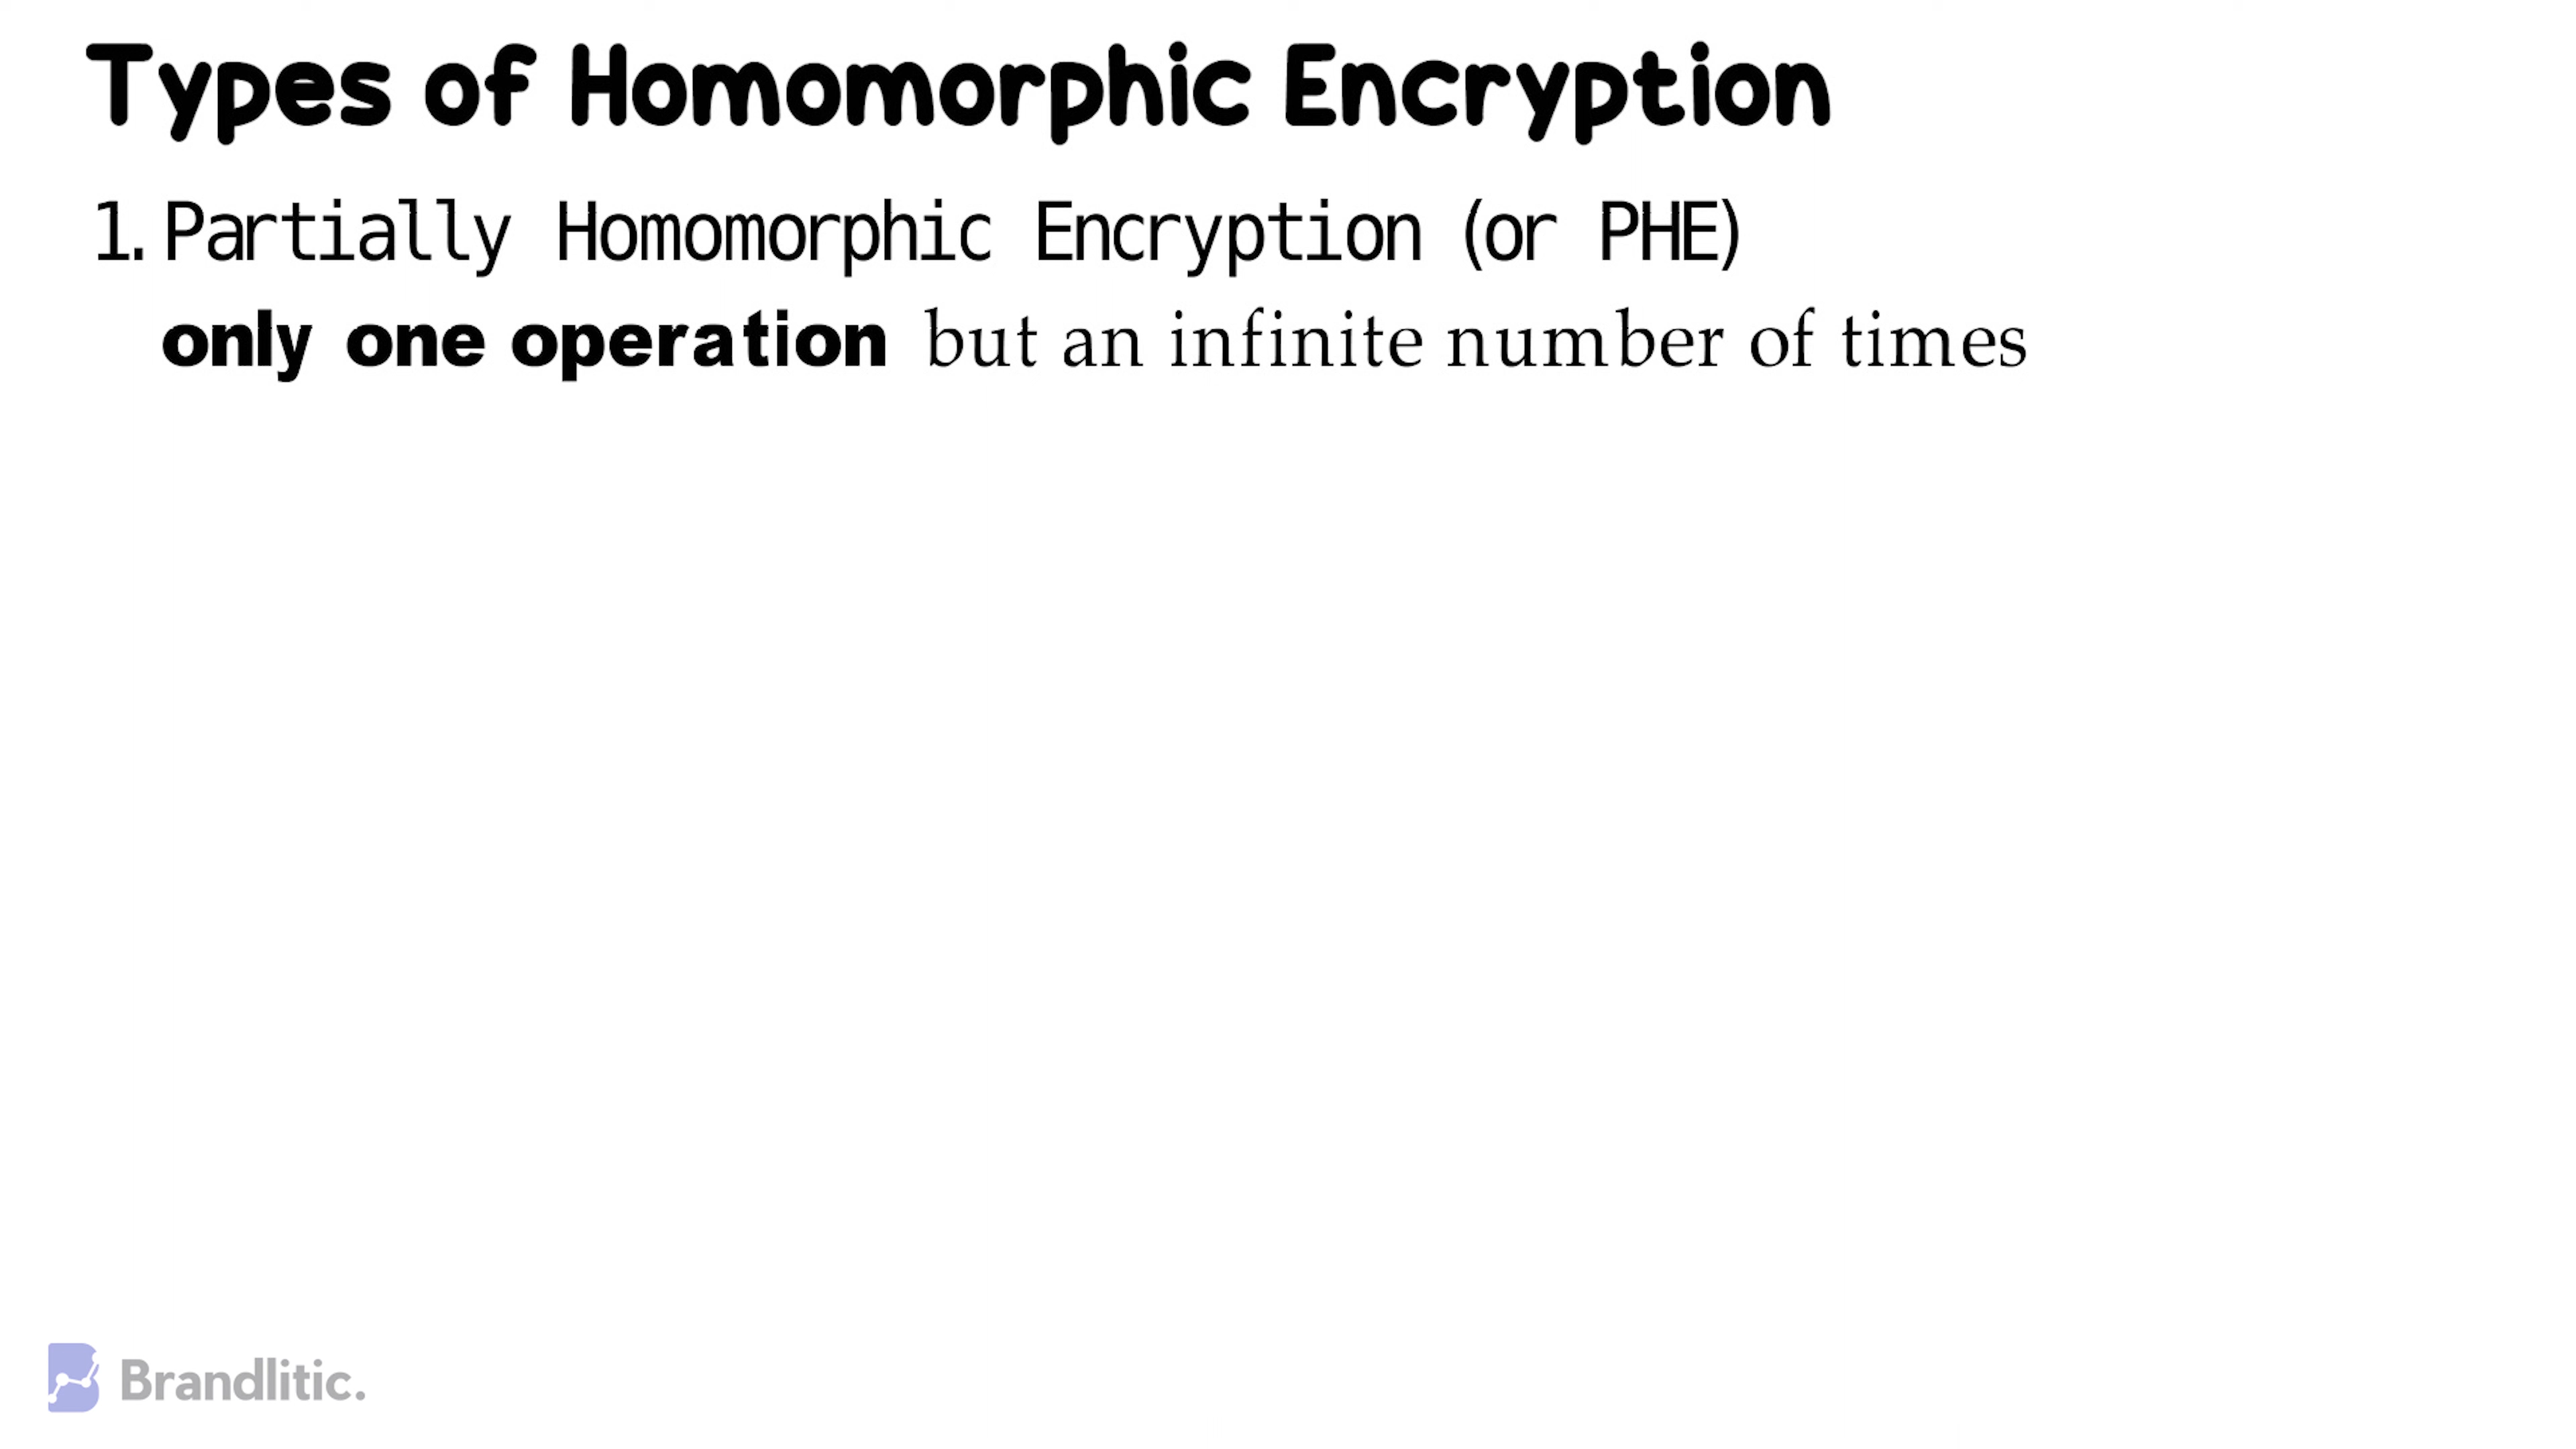 Types of Homomorphic Encryption
1. Partially Homomorphic Encryption (or PHE)
only one operation but an infinite number of times
Brandlitic.